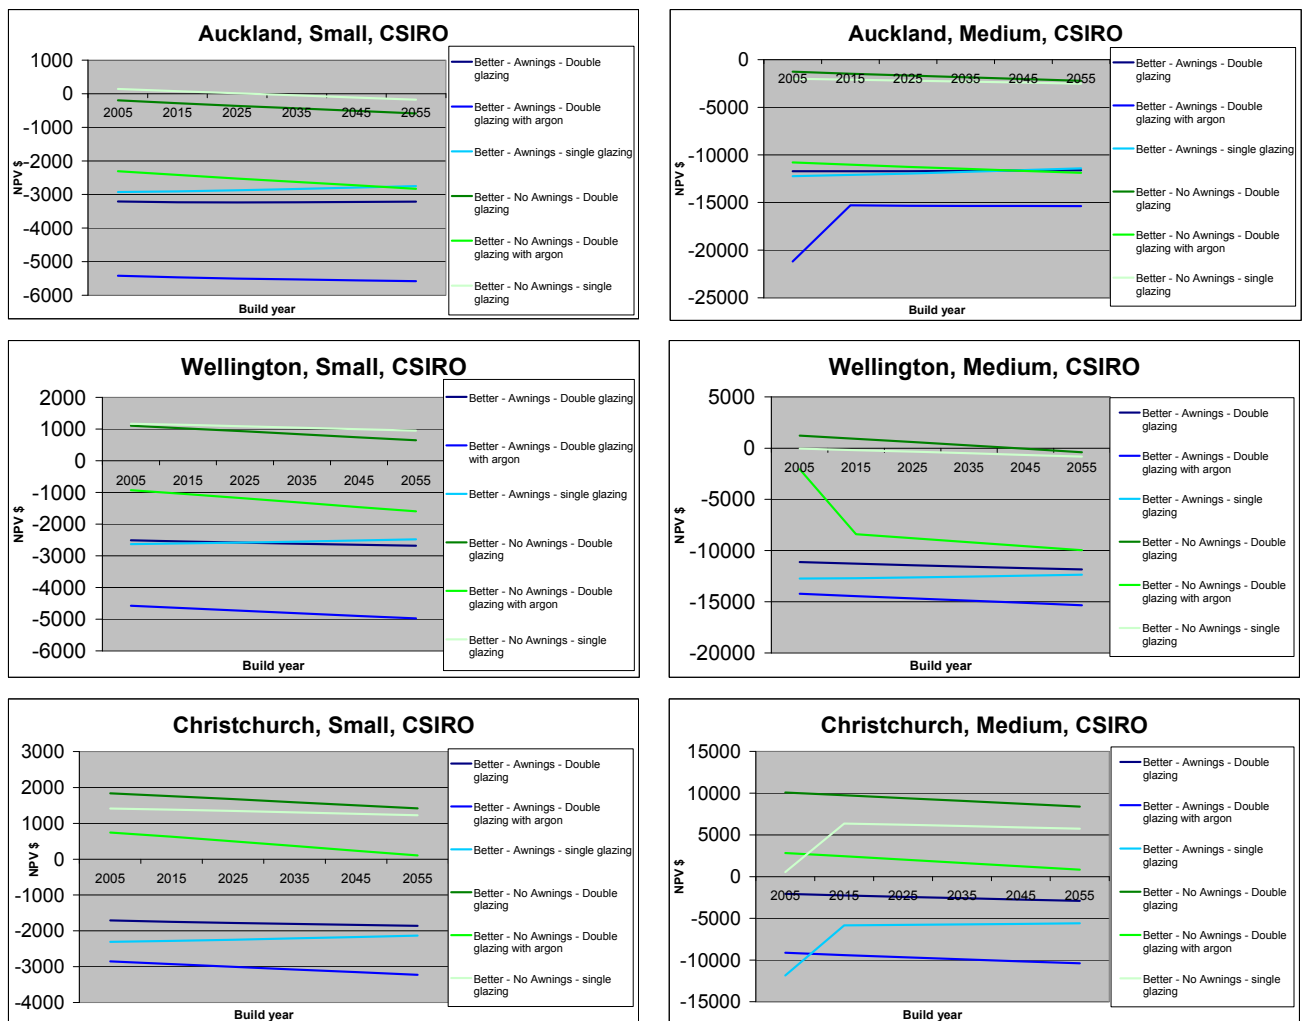 Auckland, Small, CSIRO
1000
0
-1000
-2000
-3000
-4000
-5000
-6000
NPV $
2005 2015 2025 2035 2045 2055
Build year
Better - Awnings - Double
glazing
Better - Awnings - Double
glazing with argon
Better - Awnings - single glazing
Better - No Awnings - Double
glazing
Better - No Awnings - Double
glazing with argon
Better - No Awnings - single
glazing
Auckland, Medium, CSIRO
0
-5000
-10000
-15000
-20000
-25000
NPV $
2005 2015 2025 2035 2045 2055
Build year
Better - Awnings - Double
glazing
Better - Awnings - Double
glazing with argon
Better - Awnings - single glazing
Better - No Awnings - Double
glazing
Better - No Awnings - Double
glazing with argon
Better - No Awnings - single
glazing
Wellington, Small, CSIRO
2000
1000
0
-1000
-2000
-3000
-4000
-5000
-6000
NPV $
2005 2015 2025 2035 2045 2055
Build year
Better - Awnings - Double glazing
Better - Awnings - Double glazing
with argon
Better - Awnings - single glazing
Better - No Awnings - Double
glazing
Better - No Awnings - Double
glazing with argon
Better - No Awnings - single
glazing
Wellington, Medium, CSIRO
5000
0
-5000
-10000
-15000
-20000
NPV $
2005 2015 2025 2035 2045 2055
Build year
Better - Awnings - Double
glazing
Better - Awnings - Double
glazing with argon
Better - Awnings - single
glazing
Better - No Awnings - Double
glazing
Better - No Awnings - Double
glazing with argon
Better - No Awnings - single
glazing
Christchurch, Small, CSIRO
3000
2000
1000
0
-1000
-2000
-3000
-4000
NPV $
2005 2015 2025 2035 2045 2055
Build year
Better - Awnings - Double
glazing
Better - Awnings - Double
glazing with argon
Better - Awnings - single glazing
Better - No Awnings - Double
glazing
Better - No Awnings - Double
glazing with argon
Better - No Awnings - single
glazing
Christchurch, Medium, CSIRO
15000
10000
5000
0
-5000
-10000
-15000
NPV $
2005 2015 2025 2035 2045 2055
Build year
Better - Awnings - Double
glazing
Better - Awnings - Double
glazing with argon
Better - Awnings - single
glazing
Better - No Awnings - Double
glazing
Better - No Awnings - Double
glazing with argon
Better - No Awnings - single
glazing